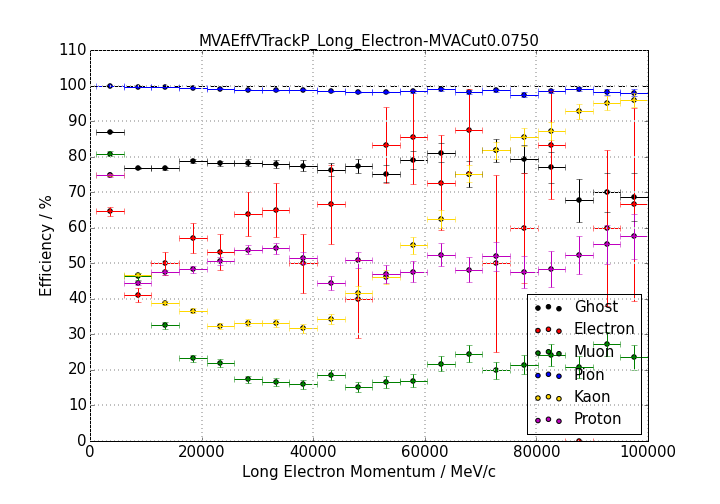 MVAEffVTrackP_Long_Electron-MVACut0.0750
110
100
90
80
70
60
50
40
30
20
10
0
Efficiency / %
Ghost
Electron
Muon
Pion
Kaon
Proton
0 20000 40000 60000 80000 100000
Long Electron Momentum / MeV/c